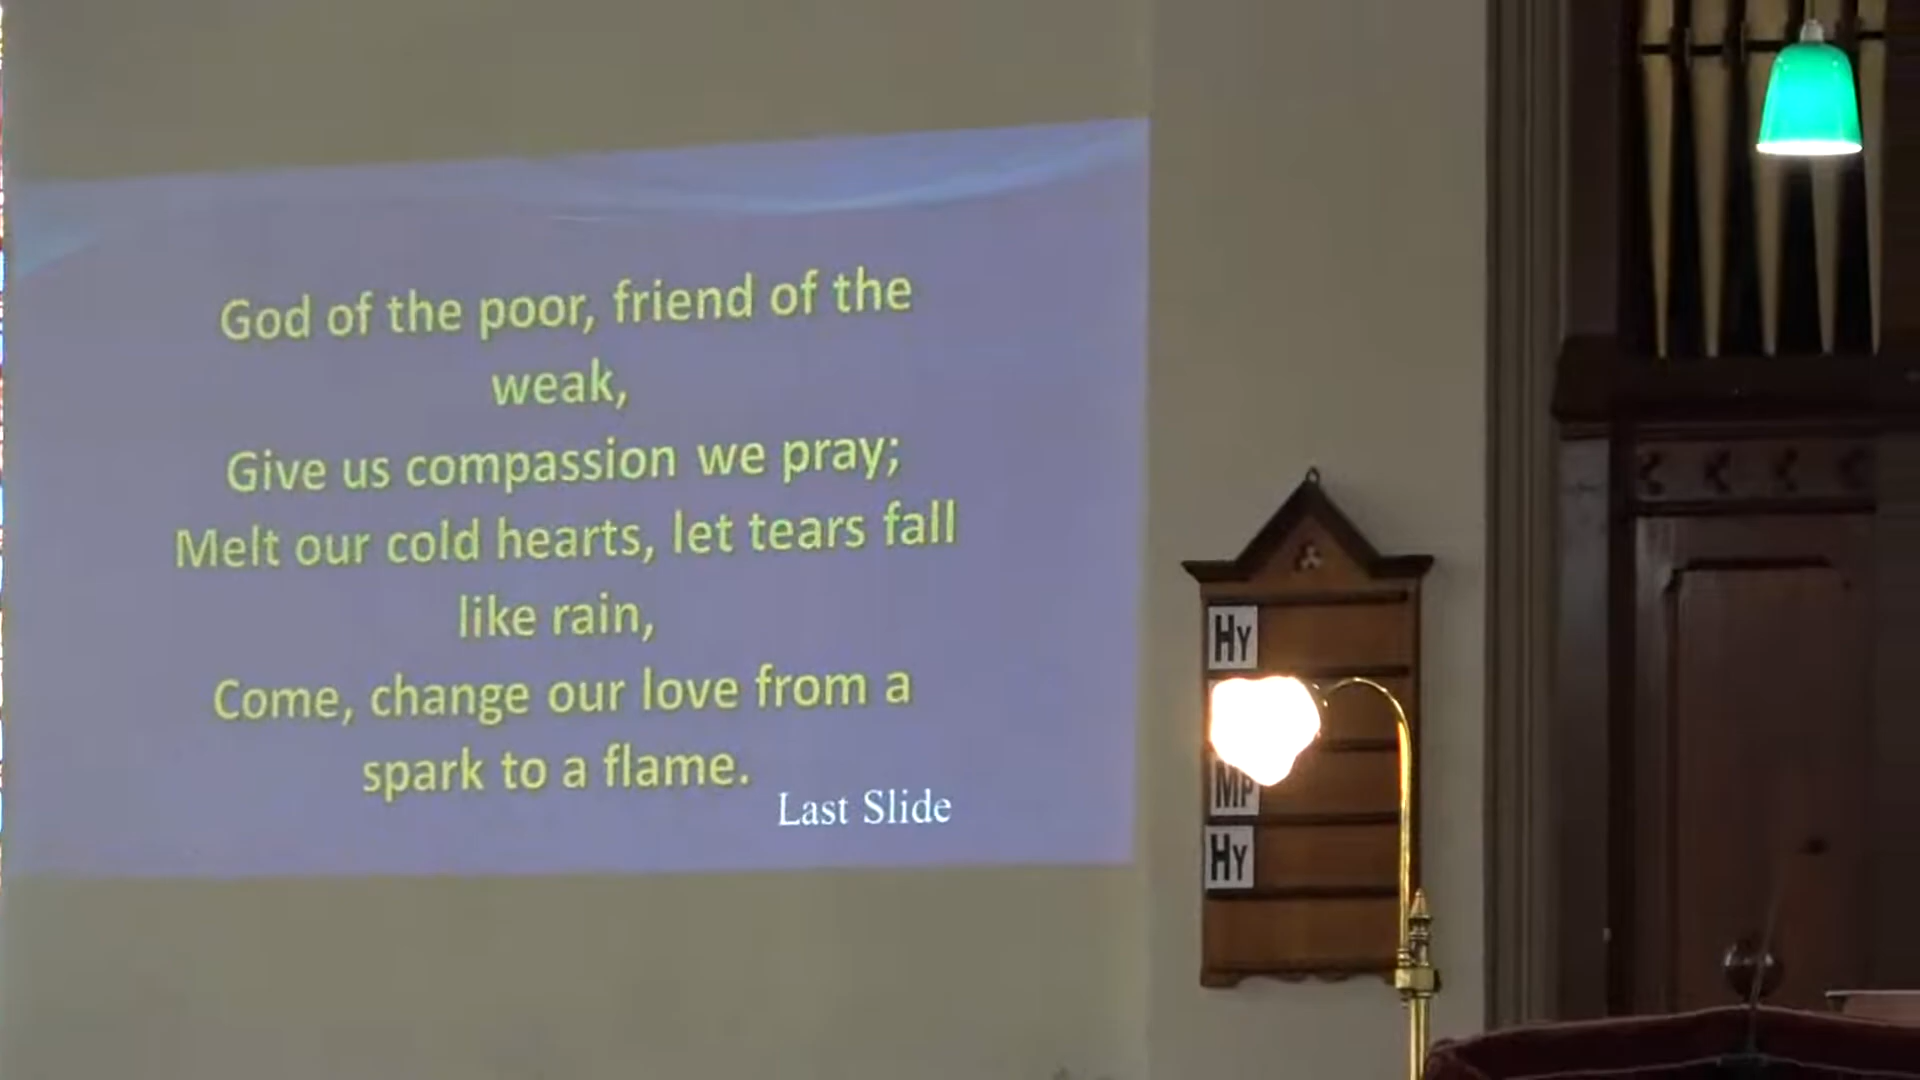 God of the poor, friend of the
weak,
Give us compassion we pray;
Melt our cold hearts, let tears fall
like rain,
Come, change our love from a
spark to a flame.
Last Slide
Hy
MP
Hy